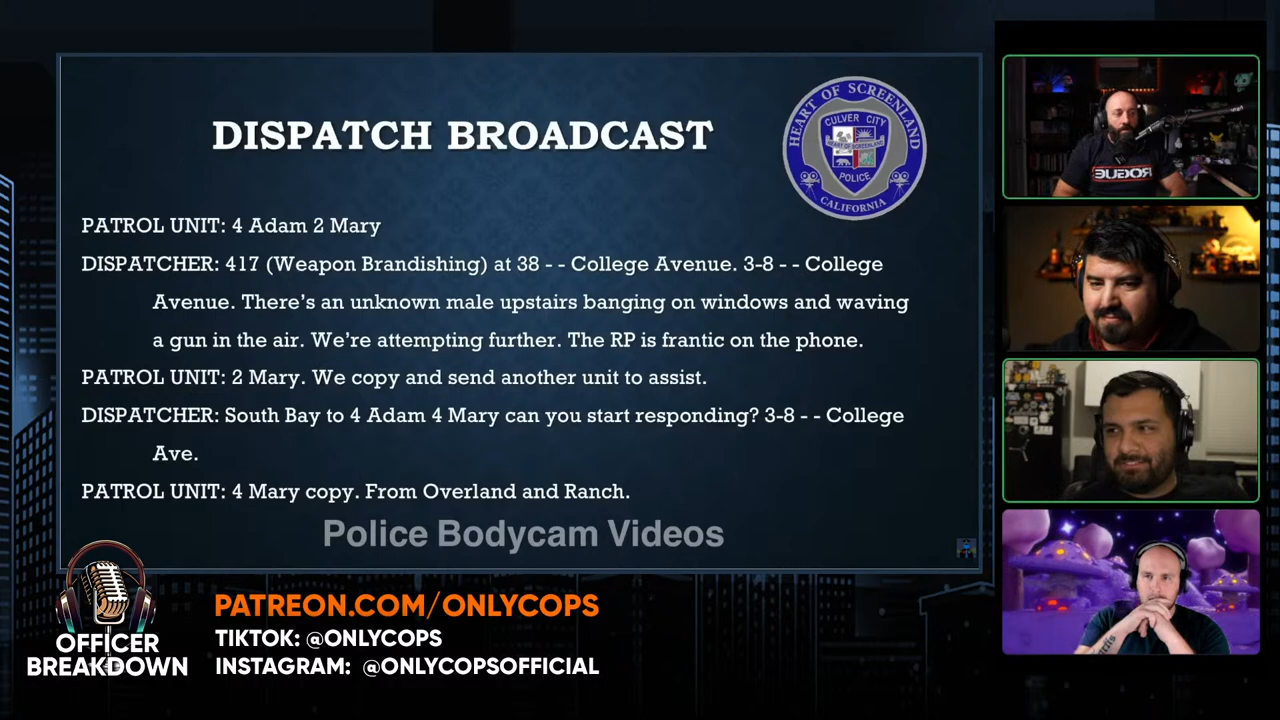 DISPATCH BROADCAST
HEART OF SCREENLAND
CULVER CITY
HEART OF SCREENLAND
POLICE
CALIFORNIA
PATROL UNIT: 4 Adam 2 Mary
DISPATCHER: 417 (Weapon Brandishing) at 38 - - College Avenue. 3-8 - - College
Avenue. There's an unknown male upstairs banging on windows and waving
a gun in the air. We're attempting further. The RP is frantic on the phone.
PATROL UNIT: 2 Mary. We copy and send another unit to assist.
DISPATCHER: South Bay to 4 Adam 4 Mary can you start responding? 3-8 - - College
Ave.
PATROL UNIT: 4 Mary copy. From Overland and Ranch.
Police Bodycam Videos
OFFICER
BREAKDOWN
PATREON.COM/ONLYCOPS
TIKTOK: @ONLYCOPS
INSTAGRAM: @ONLYCOPSOFFICIAL
ROGUE